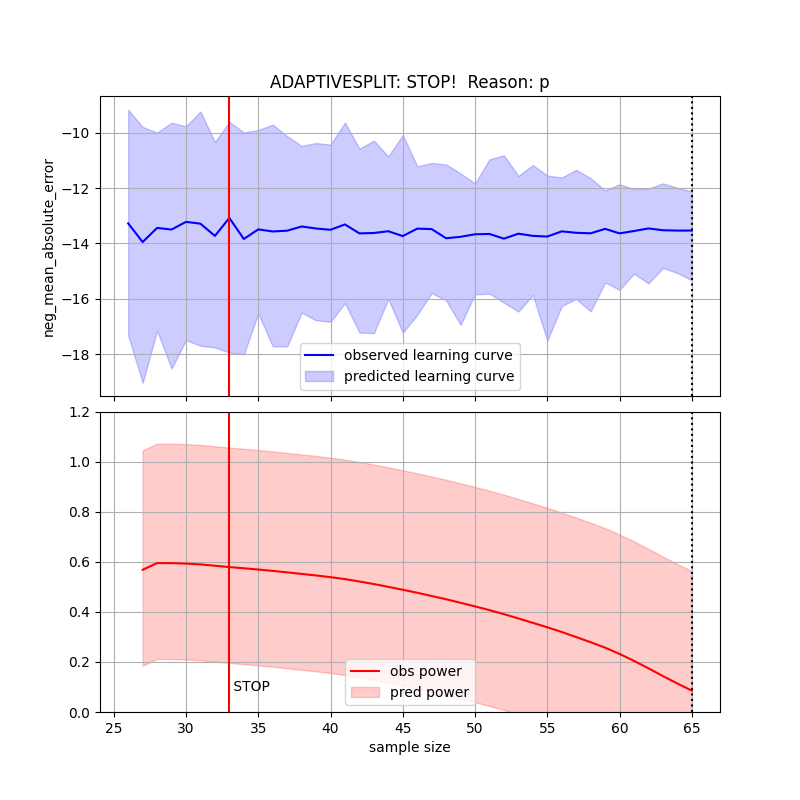 ADAPTIVESPLIT: STOP!  Reason: p
neg_mean_absolute_error
−10
−12
−14
−16
−18
observed learning curve
predicted learning curve
1.2
1.0
0.8
0.6
0.4
0.2
0.0
STOP
obs power
pred power
25 30 35 40 45 50 55 60 65
sample size